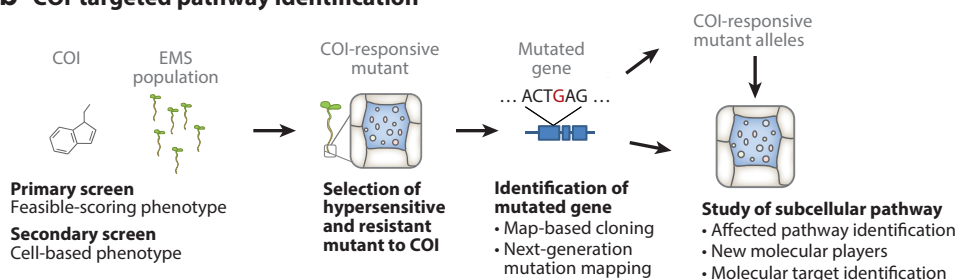 b COI-targeted pathway identification
COI
EMS
population
COI-responsive
mutant
Mutated
gene
COI-responsive
mutant alleles
... ACTGAG ...
Primary screen
Feasible-scoring phenotype
Secondary screen
Cell-based phenotype
Selection of
hypersensitive
and resistant
mutant to COI
Identification of
mutated gene
• Map-based cloning
• Next-generation
mutation mapping
Study of subcellular pathway
• Affected pathway identification
• New molecular players
• Molecular target identification